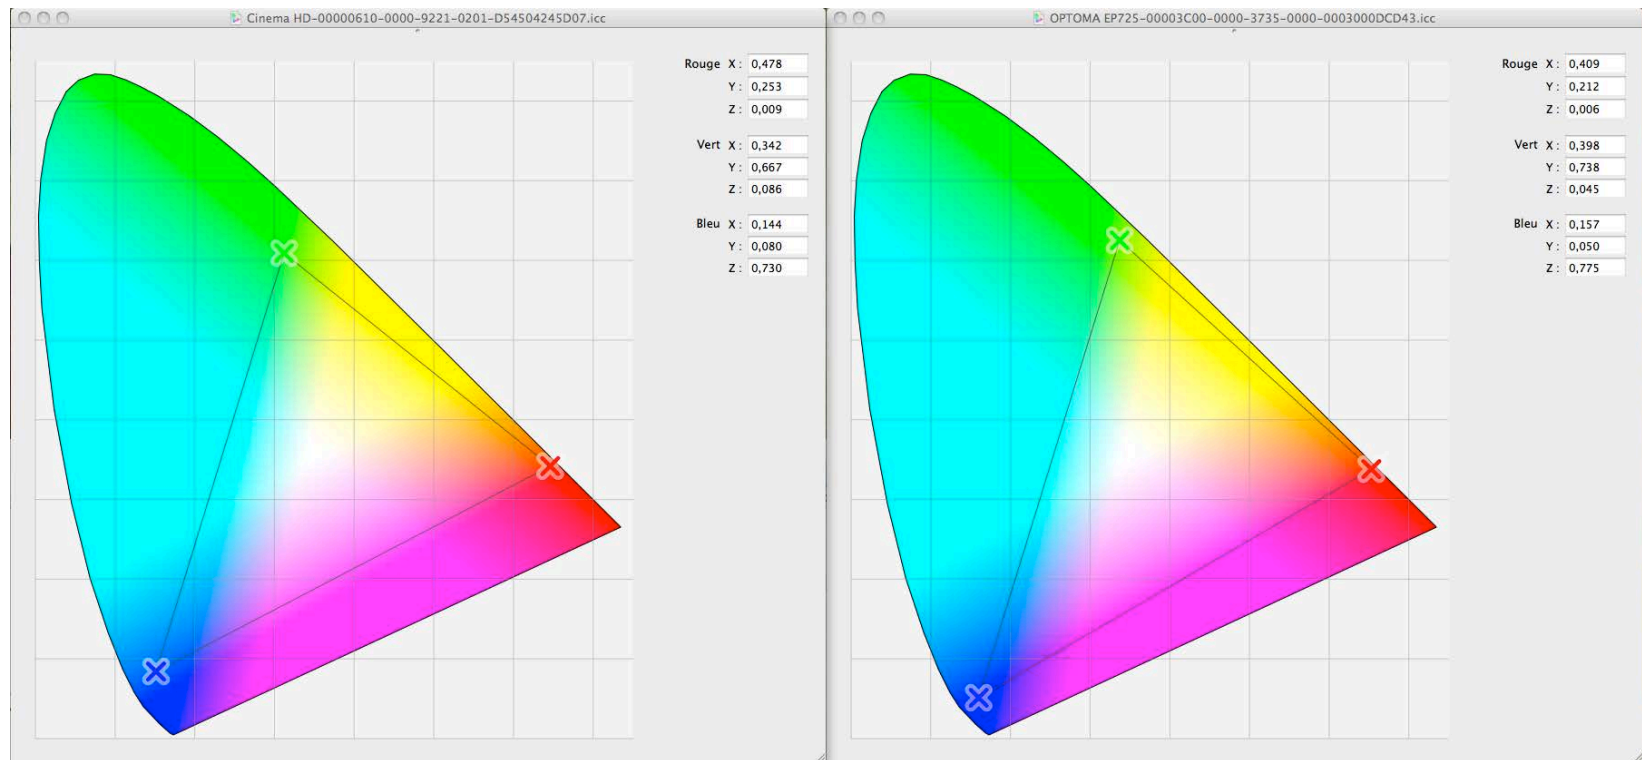 Cinema HD-00000610-0000-9221-0201-D54504245D07.icc
Rouge X: 0,478
Y: 0,253
Z: 0,009
Vert X: 0,342
Y: 0,667
Z: 0,086
Bleu X: 0,144
Y: 0,080
Z: 0,730
OPTOMA EP725-00003C00-0000-3735-0000-0003000DCD43.icc
Rouge X: 0,409
Y: 0,212
Z: 0,006
Vert X: 0,398
Y: 0,738
Z: 0,045
Bleu X: 0,157
Y: 0,050
Z: 0,775